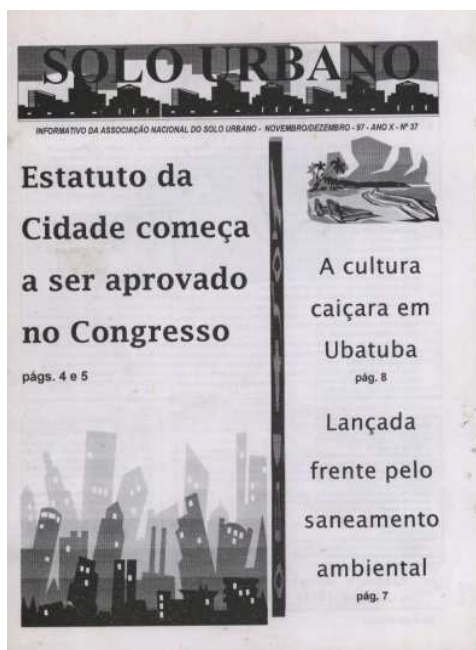 SOLO URBANO
INFORMATIVO DA ASSOCIAÇÃO NACIONAL DO SOLO URBANO - NOVEMBRO/DEZEMBRO - 97 - ANO X - Nº 37
Estatuto da
Cidade começa
a ser aprovado
no Congresso
págs. 4 e 5
A cultura
caiçara em
Ubatuba
pág. 8
Lançada
frente pelo
saneamento
ambiental
pág. 7